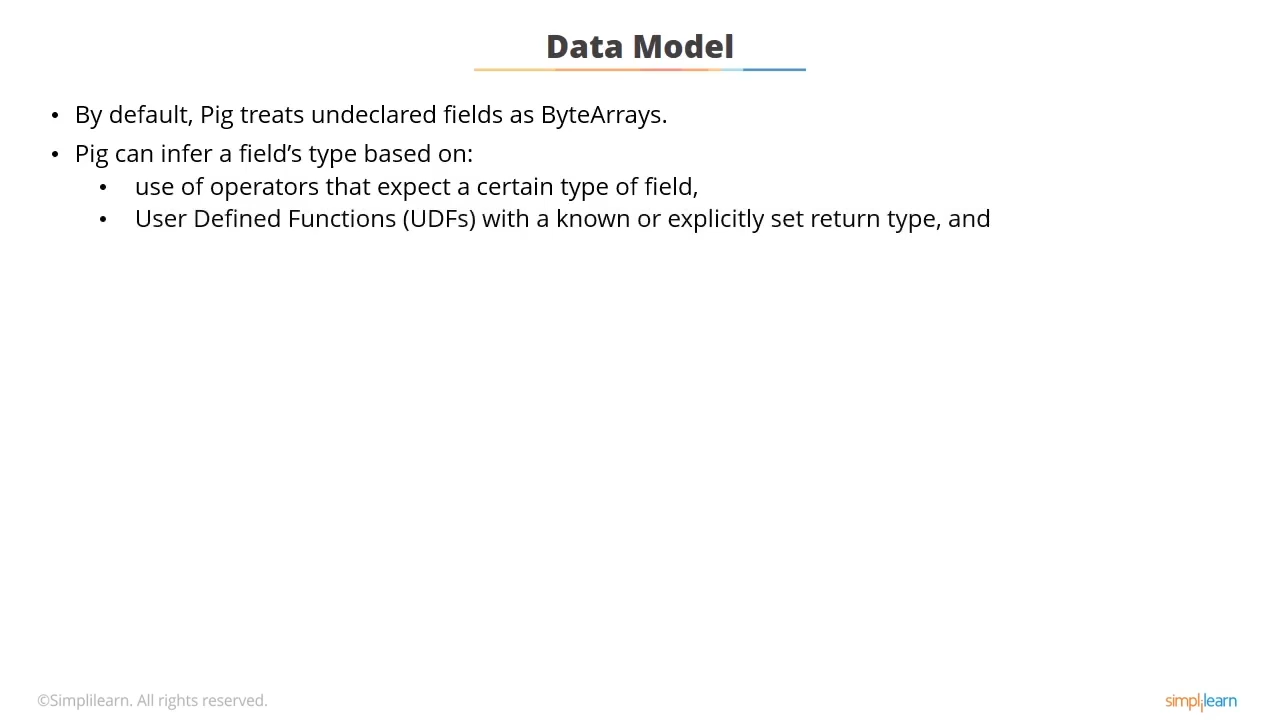 Data Model
• By default, Pig treats undeclared fields as ByteArrays.
• Pig can infer a field’s type based on:
• use of operators that expect a certain type of field,
• User Defined Functions (UDFs) with a known or explicitly set return type, and
©Simplilearn. All rights reserved.
simplilearn